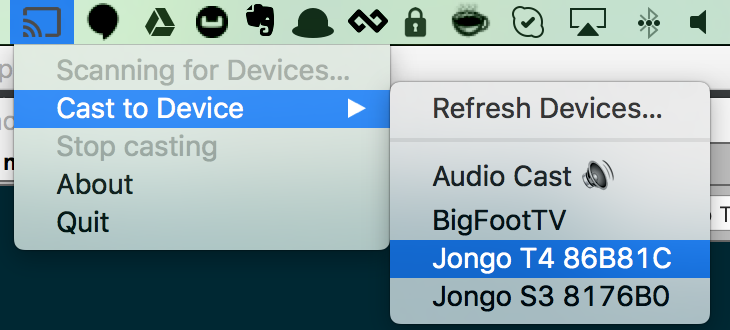 Scanning for Devices...
Cast to Device
Stop casting
About
Quit
Refresh Devices...
Audio Cast
BigFootTV
Jongo T4 86B81C
Jongo S3 8176B0